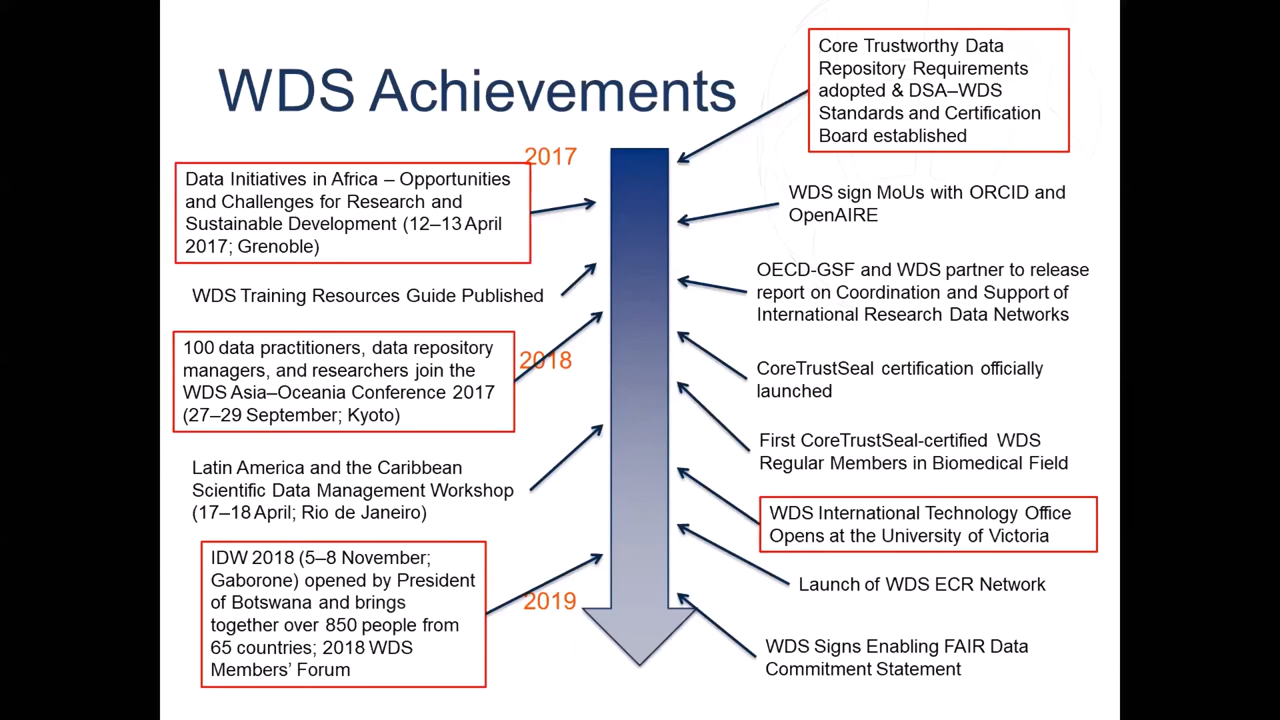 WDS Achievements
Core Trustworthy Data
Repository Requirements
adopted & DSA–WDS
Standards and Certification
Board established
2017
Data Initiatives in Africa – Opportunities
and Challenges for Research and
Sustainable Development (12–13 April
2017; Grenoble)
WDS sign MoUs with ORCID and
OpenAIRE
WDS Training Resources Guide Published
OECD-GSF and WDS partner to release
report on Coordination and Support of
International Research Data Networks
2018
100 data practitioners, data repository
managers, and researchers join the
WDS Asia–Oceania Conference 2017
(27–29 September; Kyoto)
CoreTrustSeal certification officially
launched
First CoreTrustSeal-certified WDS
Regular Members in Biomedical Field
Latin America and the Caribbean
Scientific Data Management Workshop
(17–18 April; Rio de Janeiro)
WDS International Technology Office
Opens at the University of Victoria
IDW 2018 (5–8 November;
Gaborone) opened by President
of Botswana and brings
together over 850 people from
65 countries; 2018 WDS
Members’ Forum
2019
Launch of WDS ECR Network
WDS Signs Enabling FAIR Data
Commitment Statement